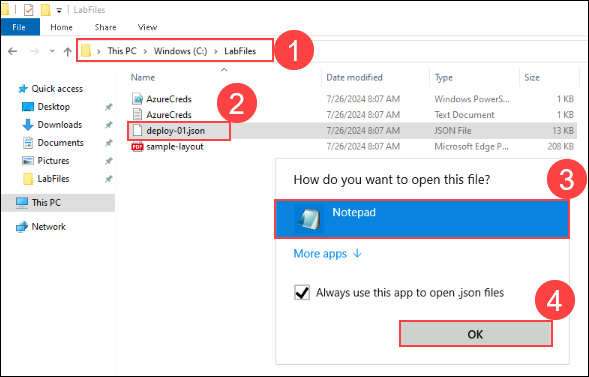 LabFiles
File Home Share View
This PC Windows (C:) LabFiles 1
Name Date modified Type Size
Quick access
Desktop
Downloads
Documents
Pictures
LabFiles
This PC
Network
AzureCreds 7/26/2024 8:07 AM Windows PowerS... 1 KB
AzureCreds 7/26/2024 8:07 AM Text Document 1 KB
2
deploy-01.json 7/26/2024 8:07 AM JSON File 13 KB
sample-layout 7/26/2024 8:07 AM Microsoft Edge P... 208 KB
How do you want to open this file? 3
Notepad
More apps
Always use this app to open .json files
4
OK